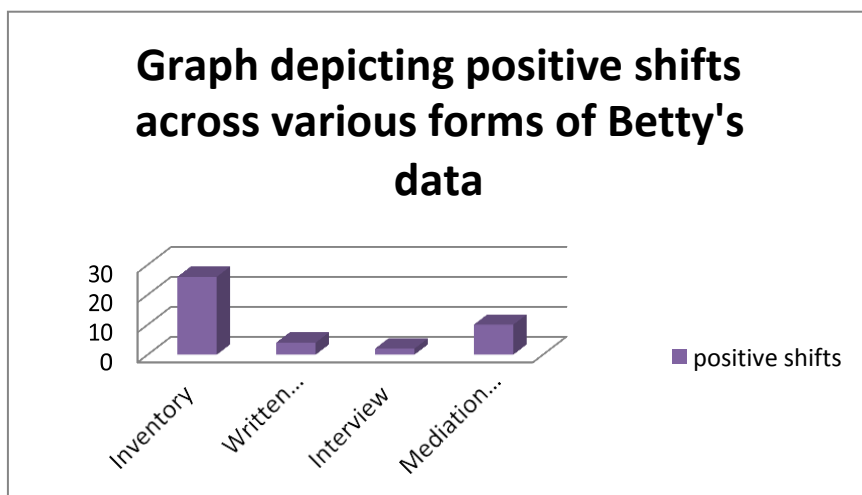 Graph depicting positive shifts
across various forms of Betty's
data
30
20
10
0
Inventory
Written...
Interview
Mediation...
positive shifts